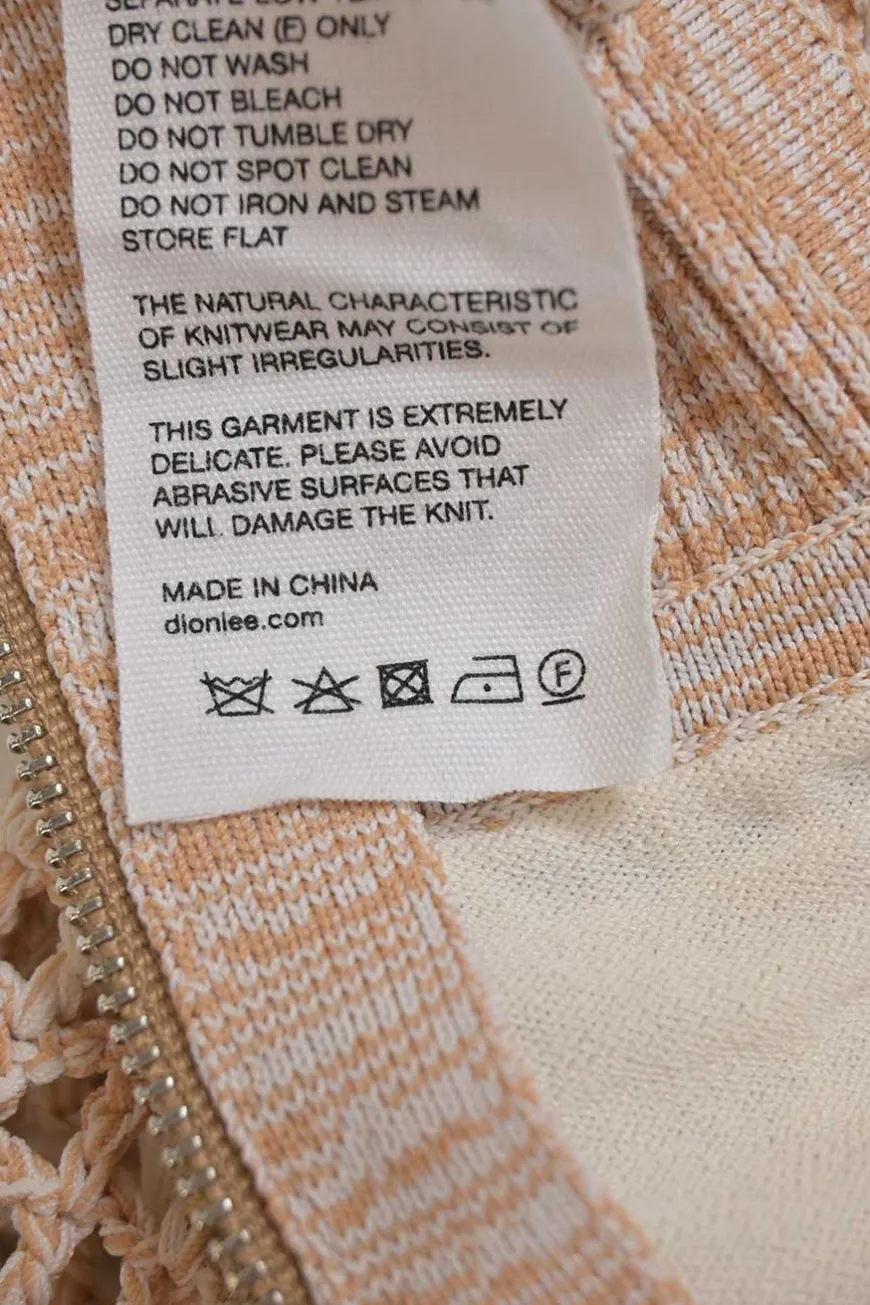 SEPARATE LOW
DRY CLEAN (F) ONLY
DO NOT WASH
DO NOT BLEACH
DO NOT TUMBLE DRY
DO NOT SPOT CLEAN
DO NOT IRON AND STEAM
STORE FLAT
THE NATURAL CHARACTERISTIC
OF KNITWEAR MAY CONSIST OF
SLIGHT IRREGULARITIES.
THIS GARMENT IS EXTREMELY
DELICATE. PLEASE AVOID
ABRASIVE SURFACES THAT
WILL DAMAGE THE KNIT.
MADE IN CHINA
dionlee.com
F